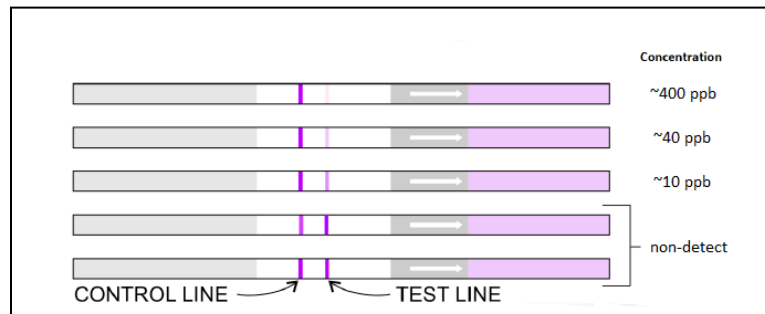 Concentration
~400 ppb
~40 ppb
~10 ppb
non-detect
CONTROL LINE
TEST LINE